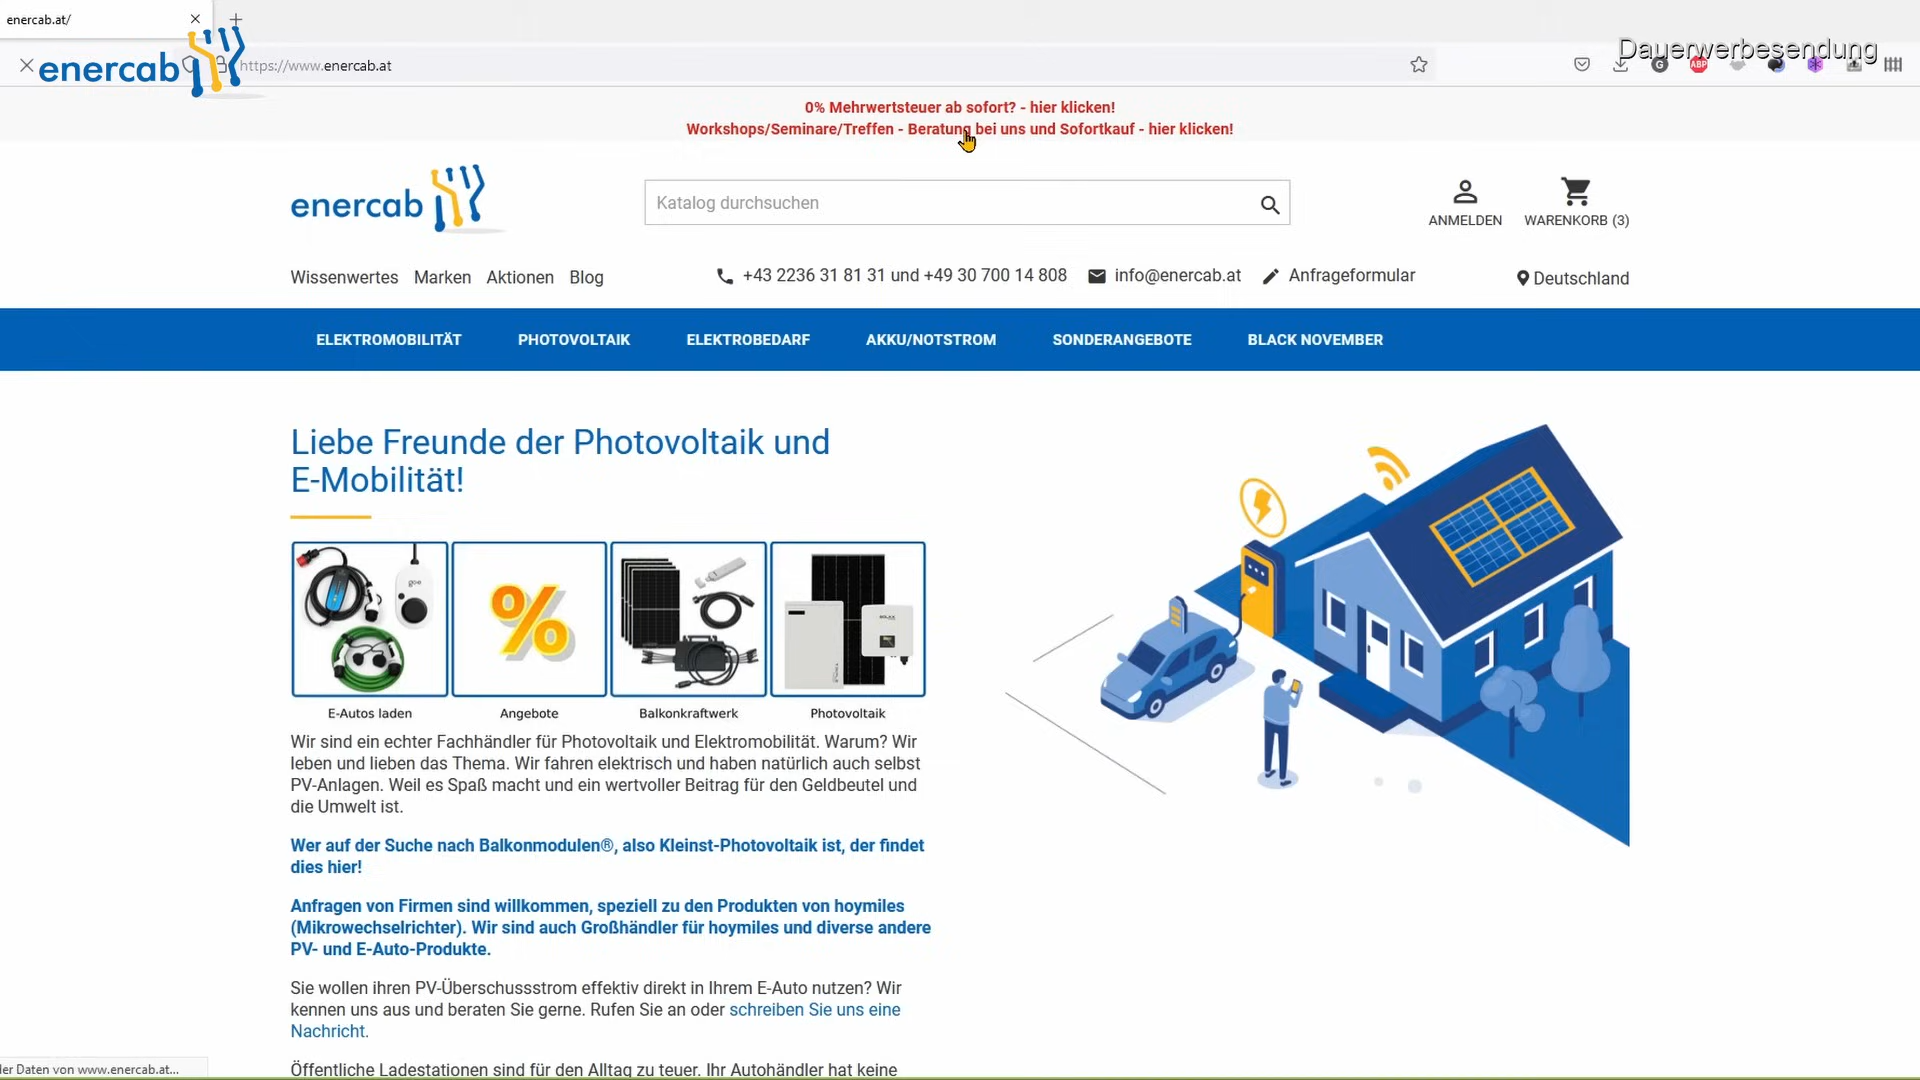 enercab.at/
enercab
https://www.enercab.at
Dauerwerbesendung
ABP
0% Mehrwertsteuer ab sofort? - hier klicken!
Workshops/Seminare/Treffen - Beratung bei uns und Sofortkauf - hier klicken!
enercab
Katalog durchsuchen
ANMELDEN
WARENKORB (3)
Wissenwertes Marken Aktionen Blog
+43 2236 31 81 31 und +49 30 700 14 808
info@enercab.at
Anfrageformular
Deutschland
ELEKTROMOBILITÄT PHOTOVOLTAIK ELEKTROBEDARF AKKU/NOTSTROM SONDERANGEBOTE BLACK NOVEMBER
Liebe Freunde der Photovoltaik und
E-Mobilität!
%
E-Autos laden
Angebote
Balkonkraftwerk
Photovoltaik
Wir sind ein echter Fachhändler für Photovoltaik und Elektromobilität. Warum? Wir
leben und lieben das Thema. Wir fahren elektrisch und haben natürlich auch selbst
PV-Anlagen. Weil es Spaß macht und ein wertvoller Beitrag für den Geldbeutel und
die Umwelt ist.
Wer auf der Suche nach Balkonmodulen®, also Kleinst-Photovoltaik ist, der findet
dies hier!
Anfragen von Firmen sind willkommen, speziell zu den Produkten von hoymiles
(Mikrowechselrichter). Wir sind auch Großhändler für hoymiles und diverse andere
PV- und E-Auto-Produkte.
Sie wollen ihren PV-Überschussstrom effektiv direkt in Ihrem E-Auto nutzen? Wir
kennen uns aus und beraten Sie gerne. Rufen Sie an oder schreiben Sie uns eine
Nachricht.
Öffentliche Ladestationen sind für den Alltag zu teuer. Ihr Autohändler hat keine
der Daten von www.enercab.at...